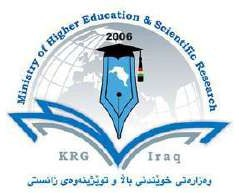 Ministry of Higher Education & Scientific Research
2006
KRG Iraq
وەزارەتی خوێندنی باڵا و توێژینەوەی زانستی